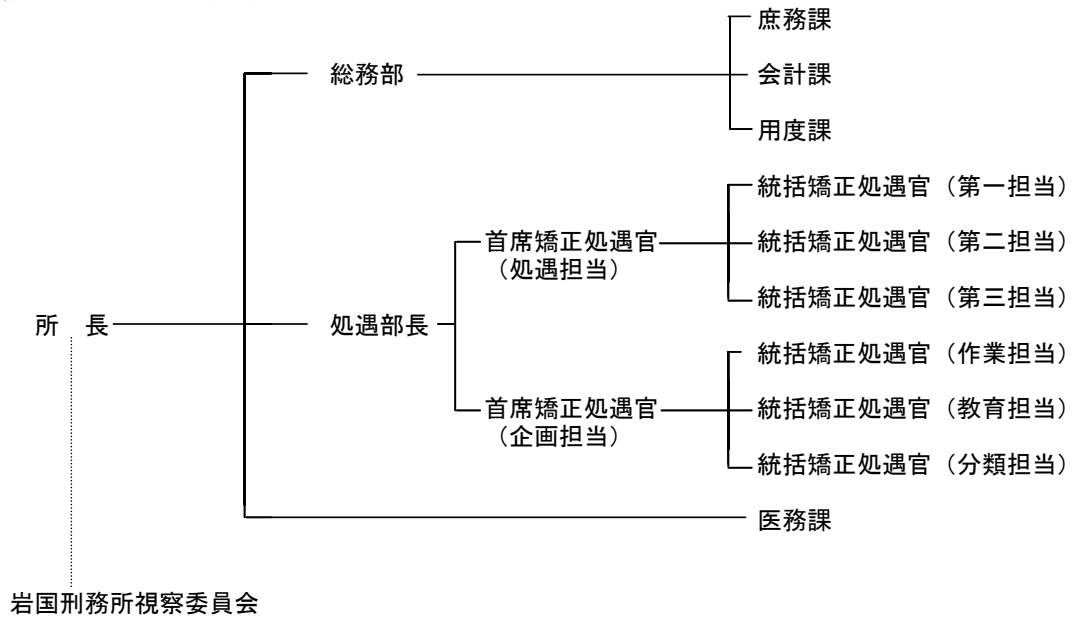 庶務課
総務部
会計課
用度課
統括矯正処遇官（第一担当）
首席矯正処遇官
（処遇担当）
統括矯正処遇官（第二担当）
統括矯正処遇官（第三担当）
所　長
処遇部長
統括矯正処遇官（作業担当）
首席矯正処遇官
（企画担当）
統括矯正処遇官（教育担当）
統括矯正処遇官（分類担当）
医務課
岩国刑務所視察委員会